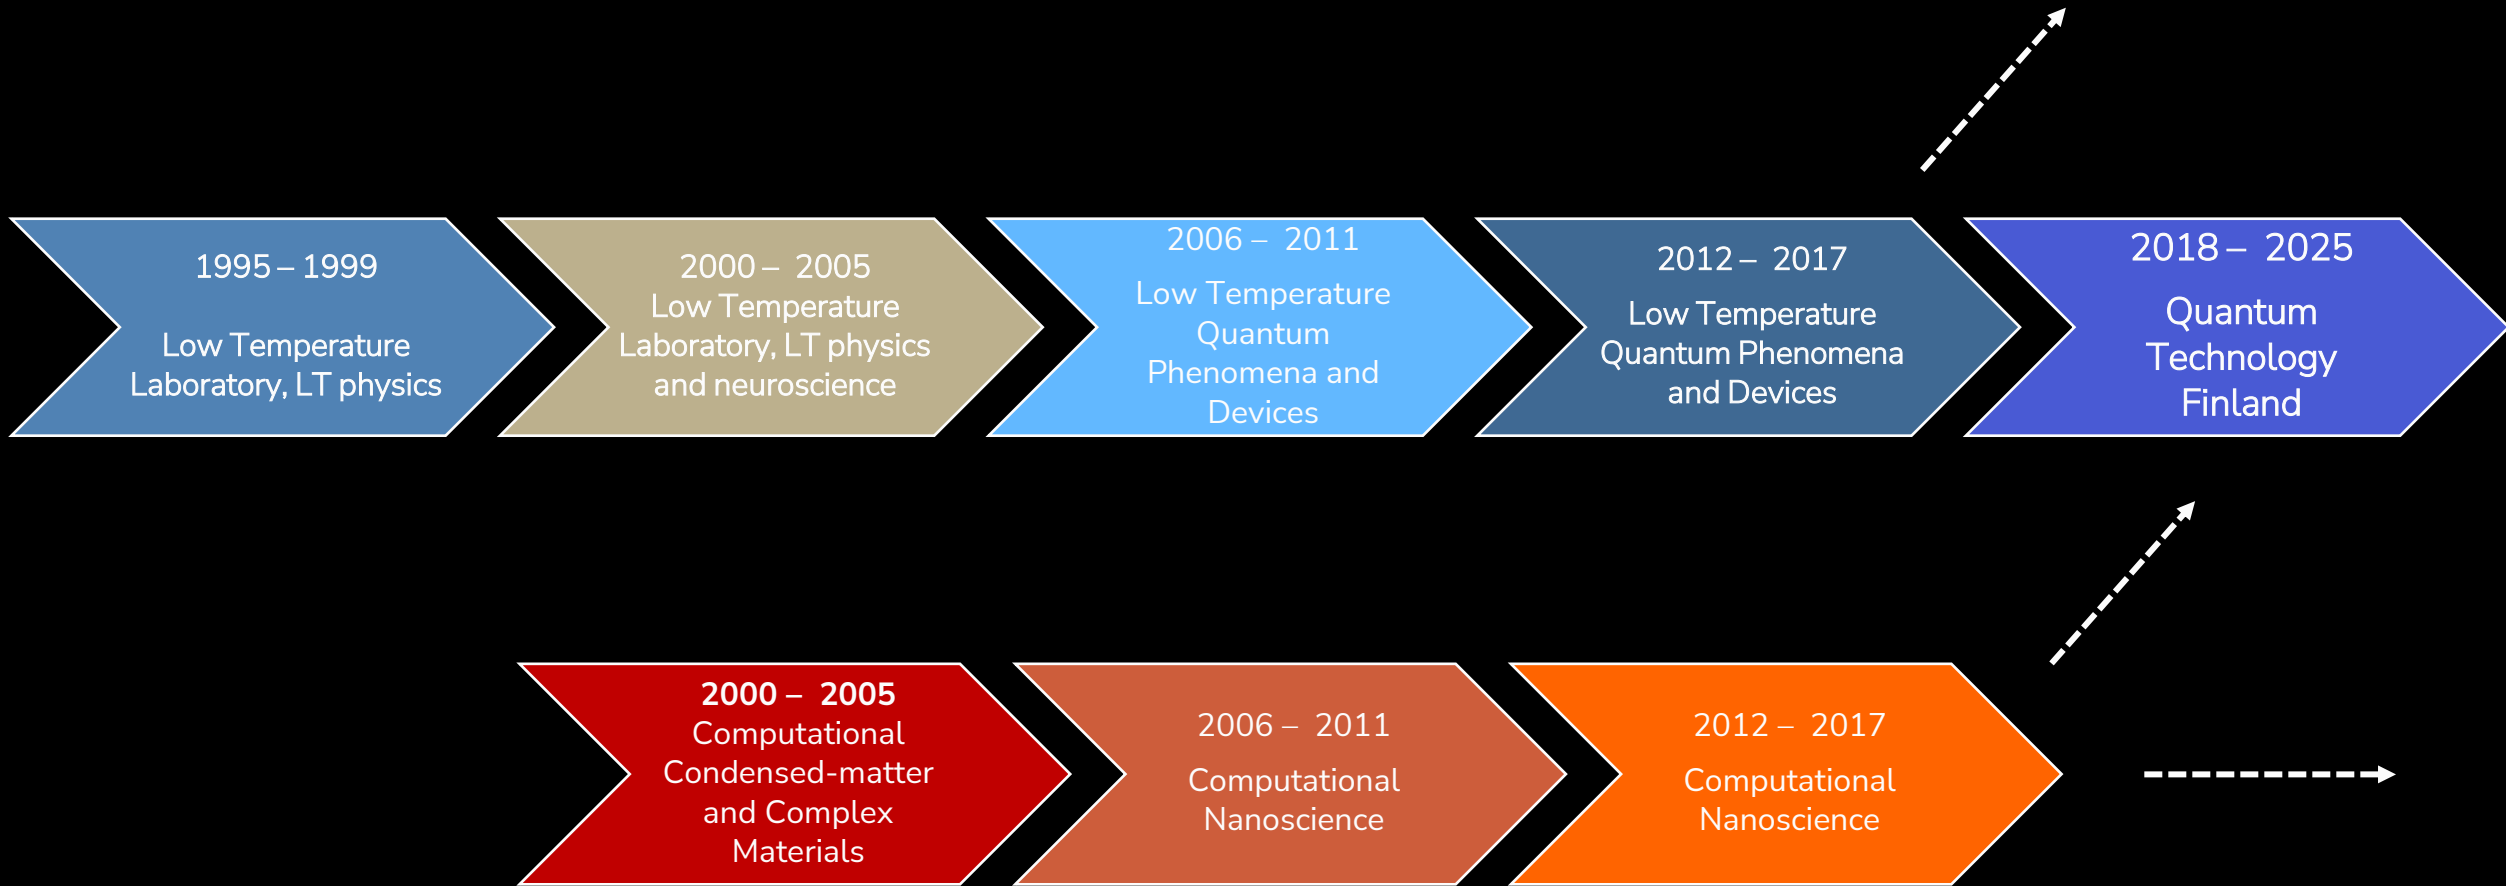 1995 – 1999
Low Temperature
Laboratory, LT physics
2000 – 2005
Low Temperature
Laboratory, LT physics
and neuroscience
2006 – 2011
Low Temperature
Quantum
Phenomena and
Devices
2012 – 2017
Low Temperature
Quantum Phenomena
and Devices
2018 – 2025
Quantum
Technology
Finland
2000 – 2005
Computational
Condensed-matter
and Complex
Materials
2006 – 2011
Computational
Nanoscience
2012 – 2017
Computational
Nanoscience